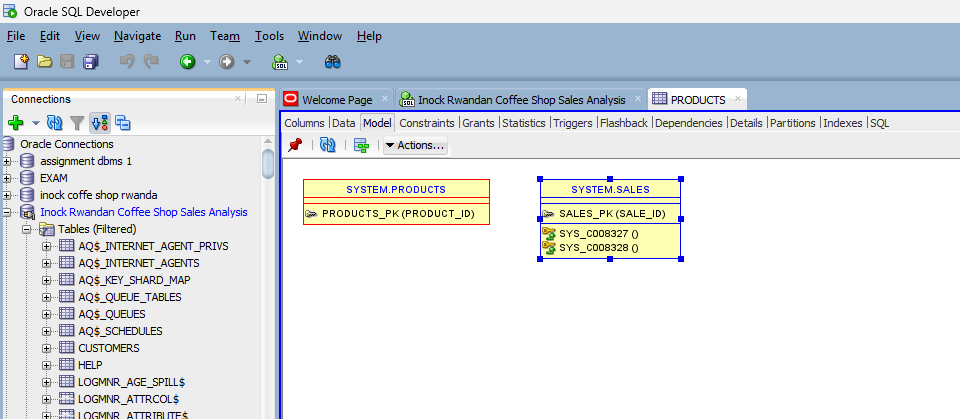 Oracle SQL Developer
File Edit View Navigate Run Team Tools Window Help
SQL
Connections
Welcome Page
SQL Inock Rwandan Coffee Shop Sales Analysis
PRODUCTS
Columns Data Model Constraints Grants Statistics Triggers Flashback Dependencies Details Partitions Indexes SQL
Actions...
Oracle Connections
assignment dbms 1
EXAM
inock coffe shop rwanda
Inock Rwandan Coffee Shop Sales Analysis
Tables (Filtered)
AQ$_INTERNET_AGENT_PRIVS
AQ$_INTERNET_AGENTS
AQ$_KEY_SHARD_MAP
AQ$_QUEUE_TABLES
AQ$_QUEUES
AQ$_SCHEDULES
CUSTOMERS
HELP
LOGMNR_AGE_SPILL$
LOGMNR_ATTRCOL$
LOGMNR_ATTRIBUTE$
SYSTEM.PRODUCTS
PRODUCTS_PK (PRODUCT_ID)
SYSTEM.SALES
SALES_PK (SALE_ID)
SYS_C008327 ()
SYS_C008328 ()